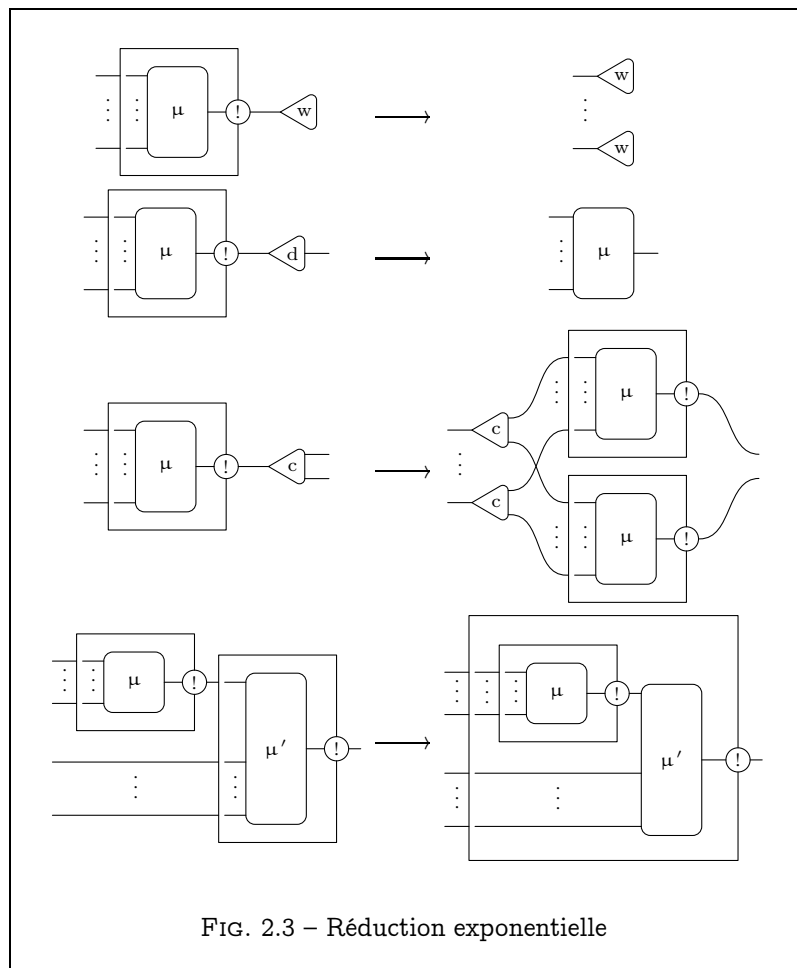 μ ! w w
w
μ ! d μ
μ !
c μ ! c
c μ !
μ ! μ !
μ′ ! μ′ !
FIG. 2.3 – Réduction exponentielle